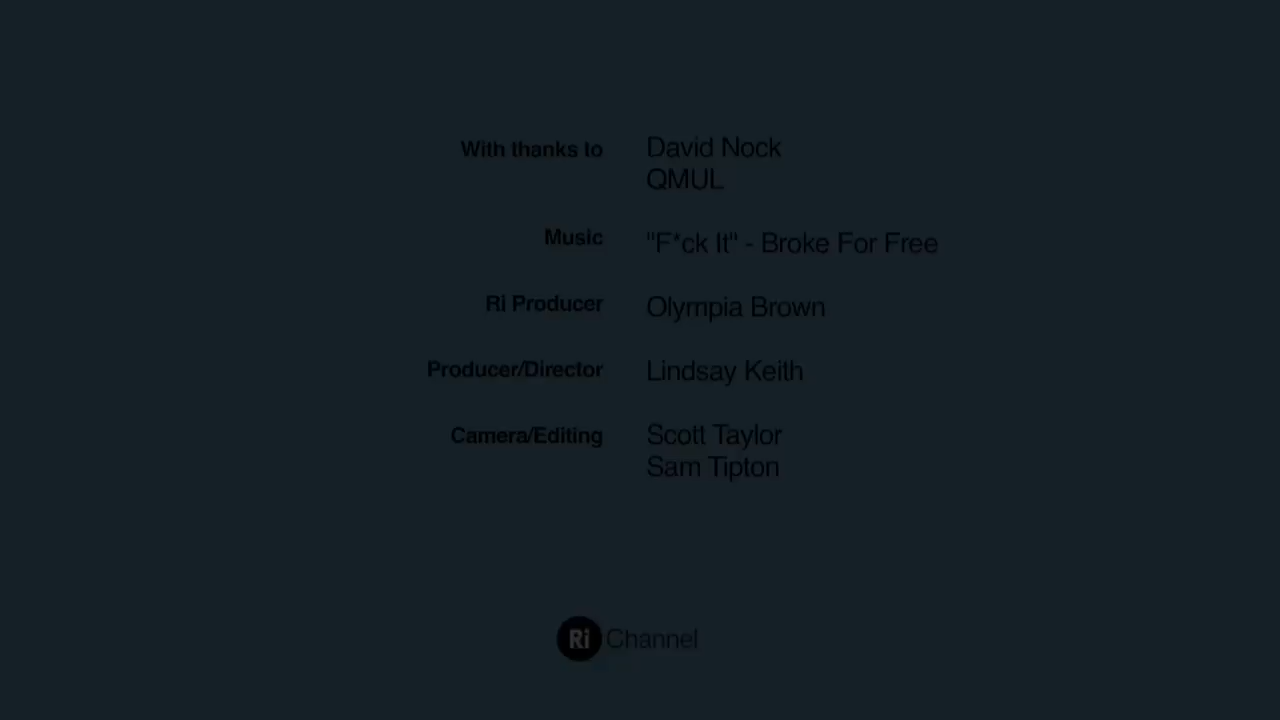 With thanks to David Nock
QMUL
Music "F*ck It" - Broke For Free
Ri Producer Olympia Brown
Producer/Director Lindsay Keith
Camera/Editing Scott Taylor
Sam Tipton
Ri Channel